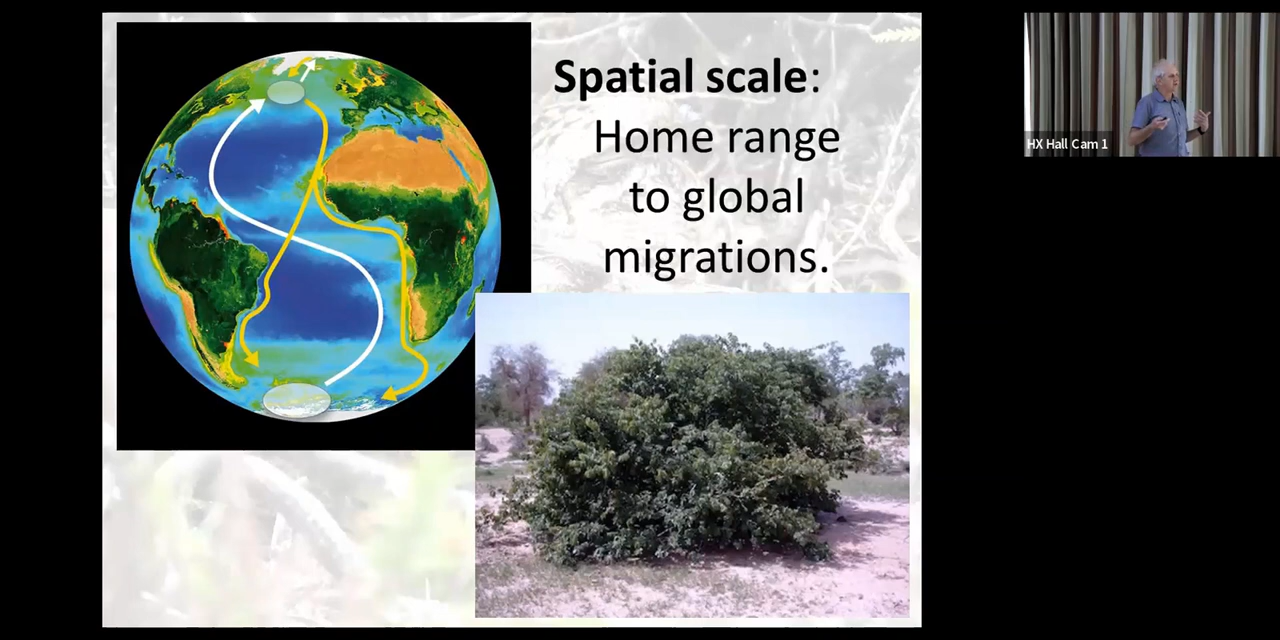 Spatial scale:
Home range
to global
migrations.
HX Hall Cam 1